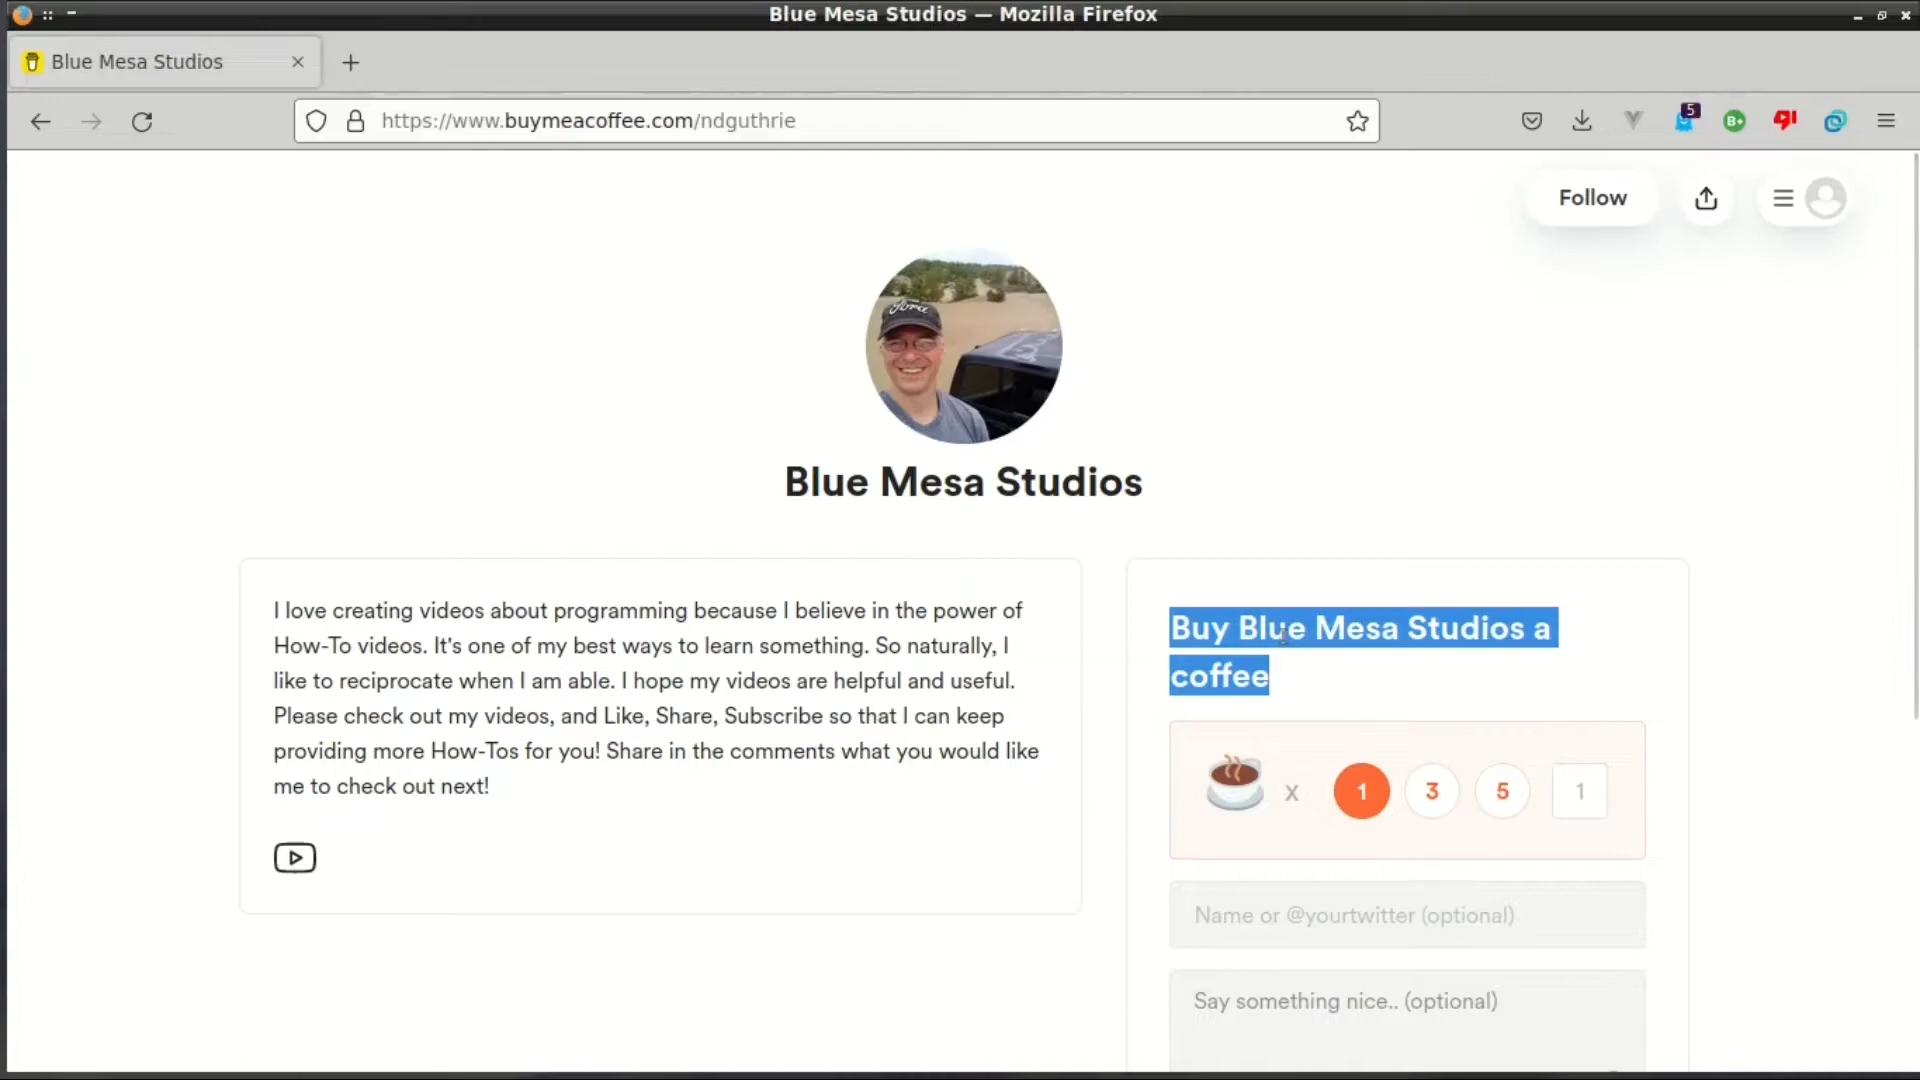 Blue Mesa Studios — Mozilla Firefox
Blue Mesa Studios
https://www.buymeacoffee.com/ndguthrie
5
B+
Follow
Ford
Blue Mesa Studios
I love creating videos about programming because I believe in the power of
How-To videos. It's one of my best ways to learn something. So naturally, I
like to reciprocate when I am able. I hope my videos are helpful and useful.
Please check out my videos, and Like, Share, Subscribe so that I can keep
providing more How-Tos for you! Share in the comments what you would like
me to check out next!
Buy Blue Mesa Studios a
coffee
x 1 3 5 1
Name or @yourtwitter (optional)
Say something nice.. (optional)